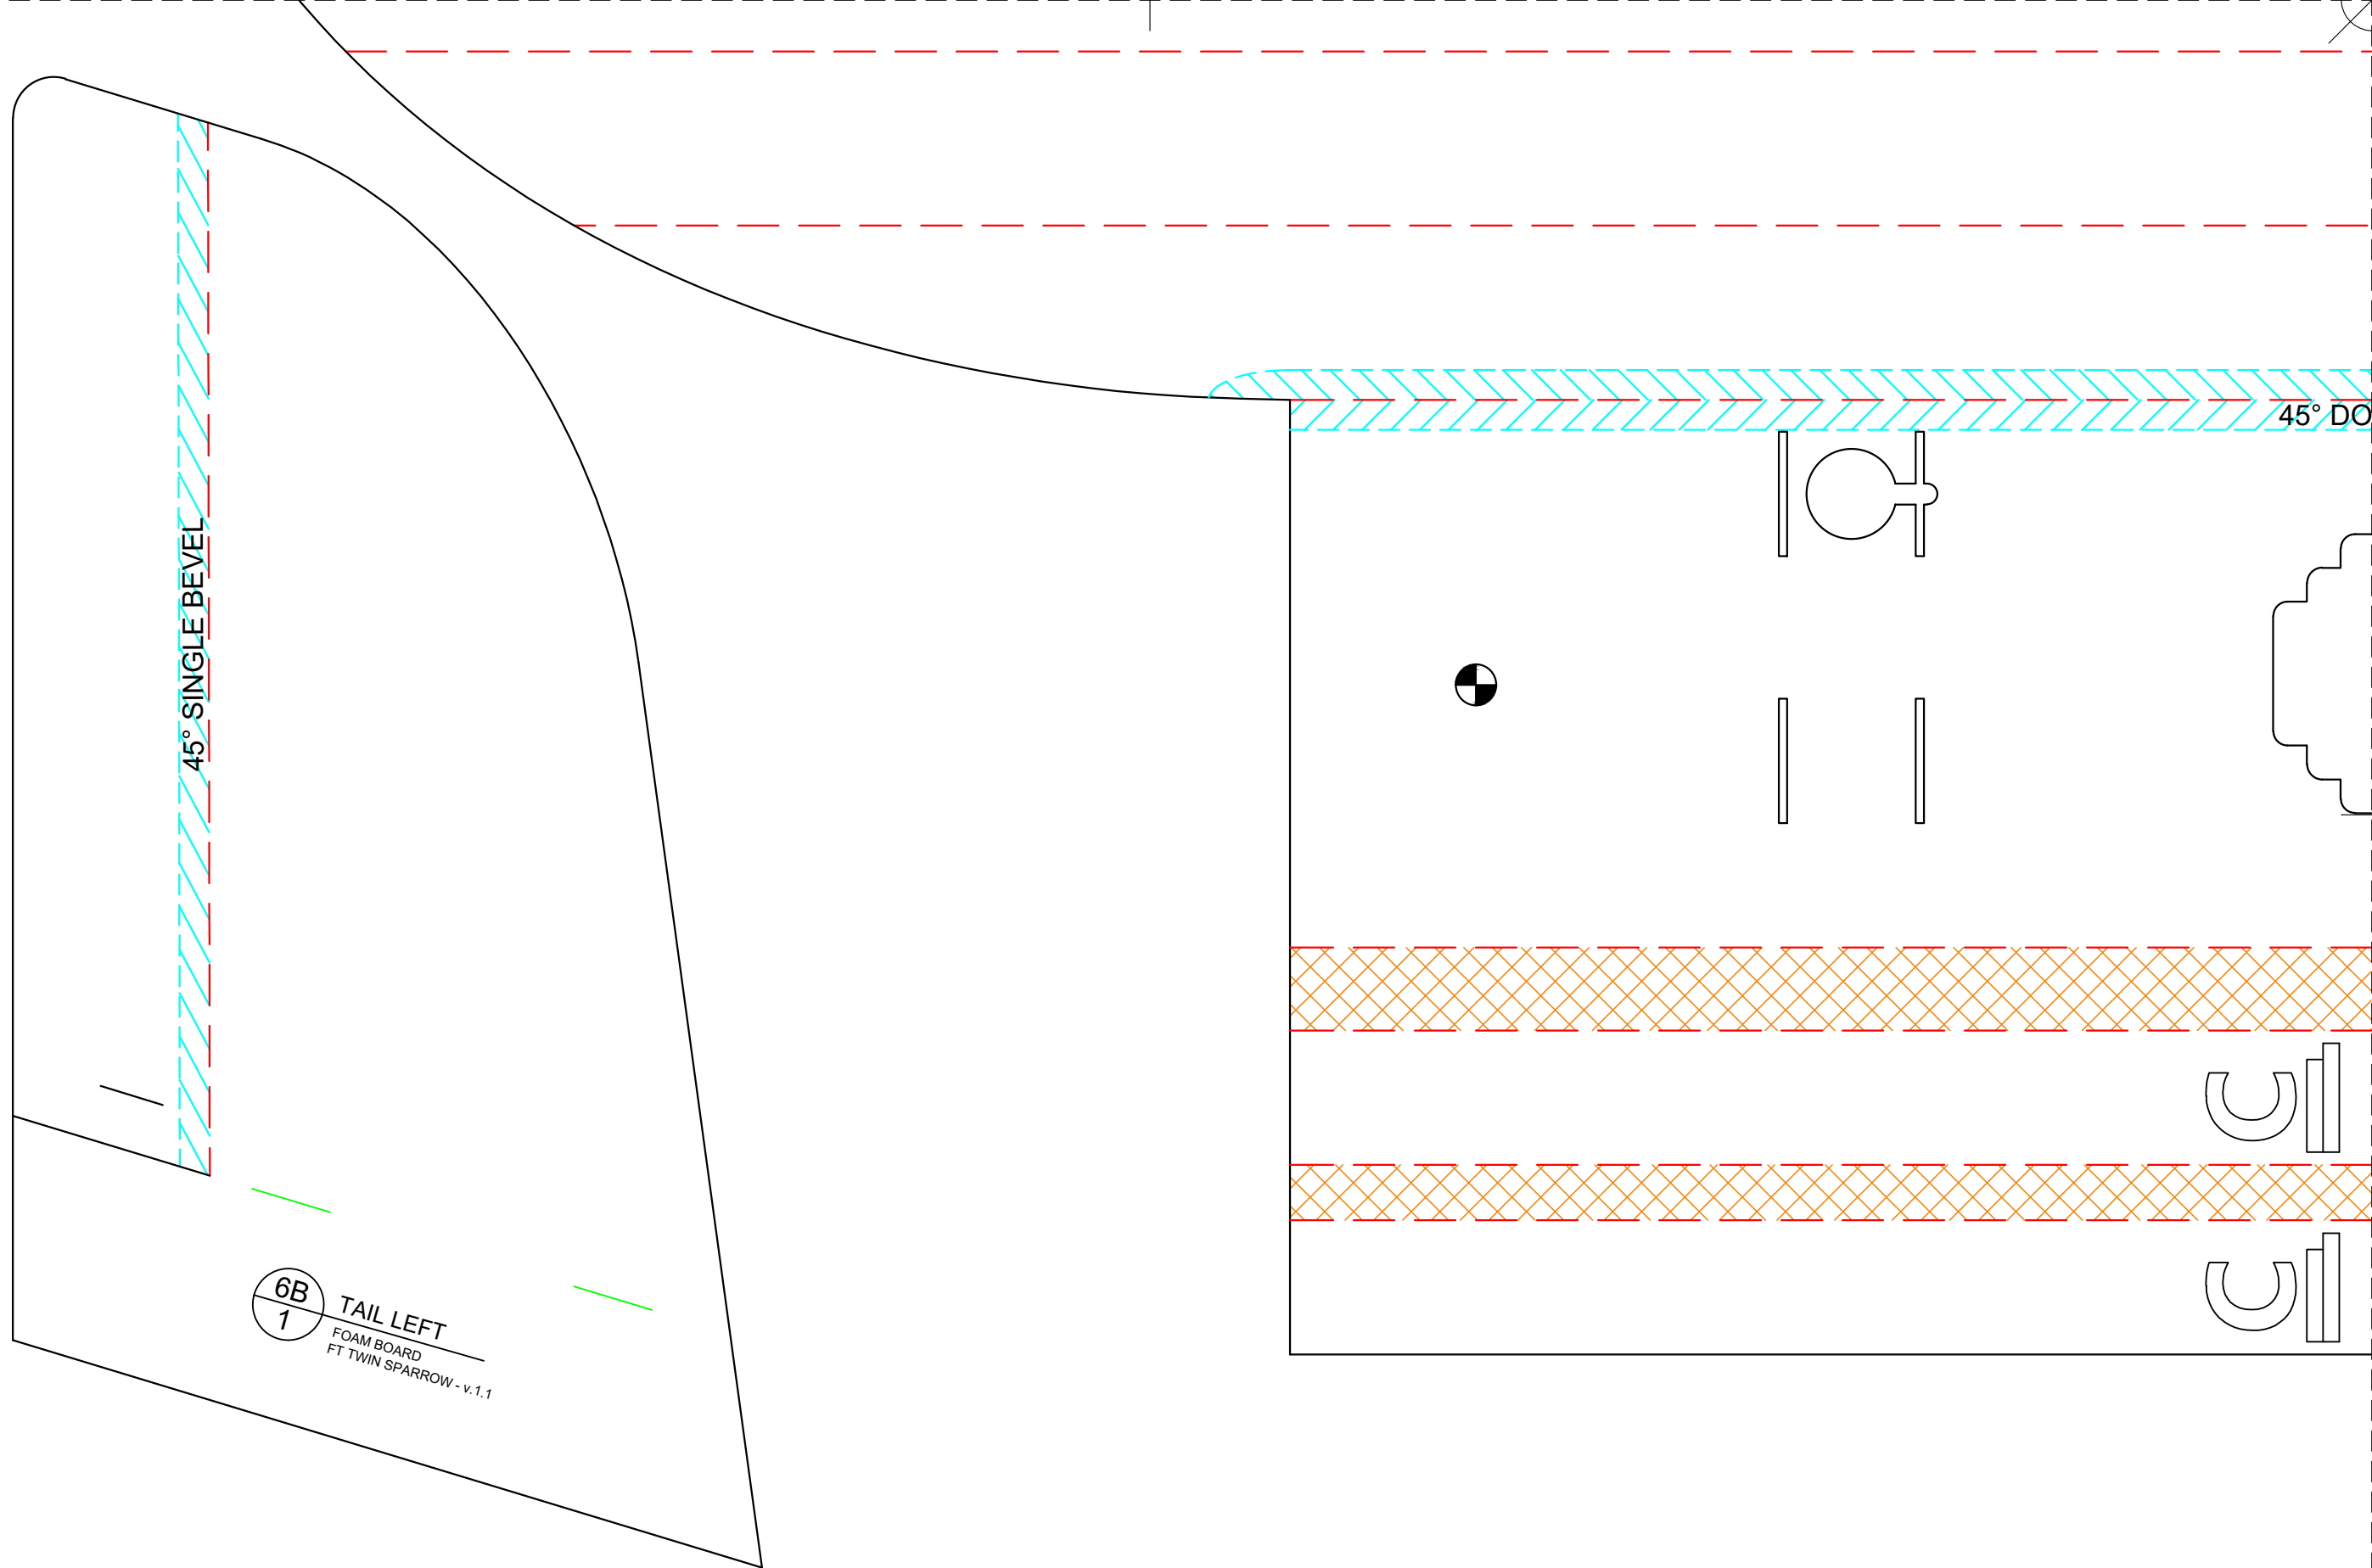 45° SINGLE BEVEL
45° DO
6B
1
TAIL LEFT
FOAM BOARD
FT TWIN SPARROW - v.1.1